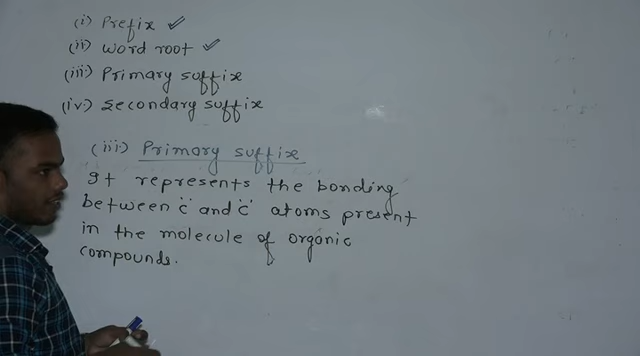 (i) Prefix ✓
(ii) Word root ✓
(iii) Primary suffix
(iv) Secondary suffix
(iii) Primary suffix
It represents the bonding
between "C" and "C" atoms present
in the molecule of organic
compounds.